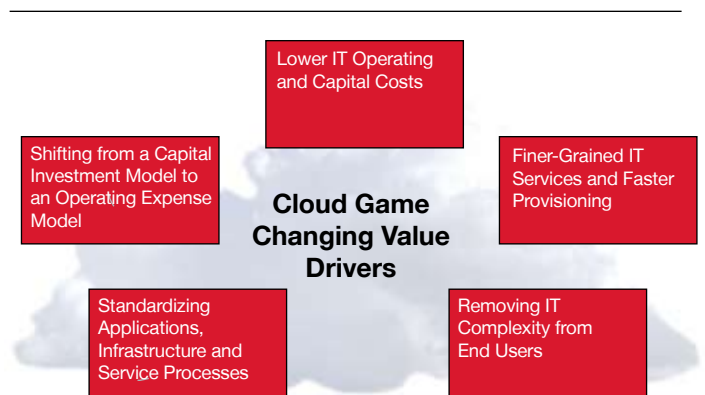 Lower IT Operating
and Capital Costs
Shifting from a Capital
Investment Model to
an Operating Expense
Model
Finer-Grained IT
Services and Faster
Provisioning
Cloud Game
Changing Value
Drivers
Standardizing
Applications,
Infrastructure and
Service Processes
Removing IT
Complexity from
End Users